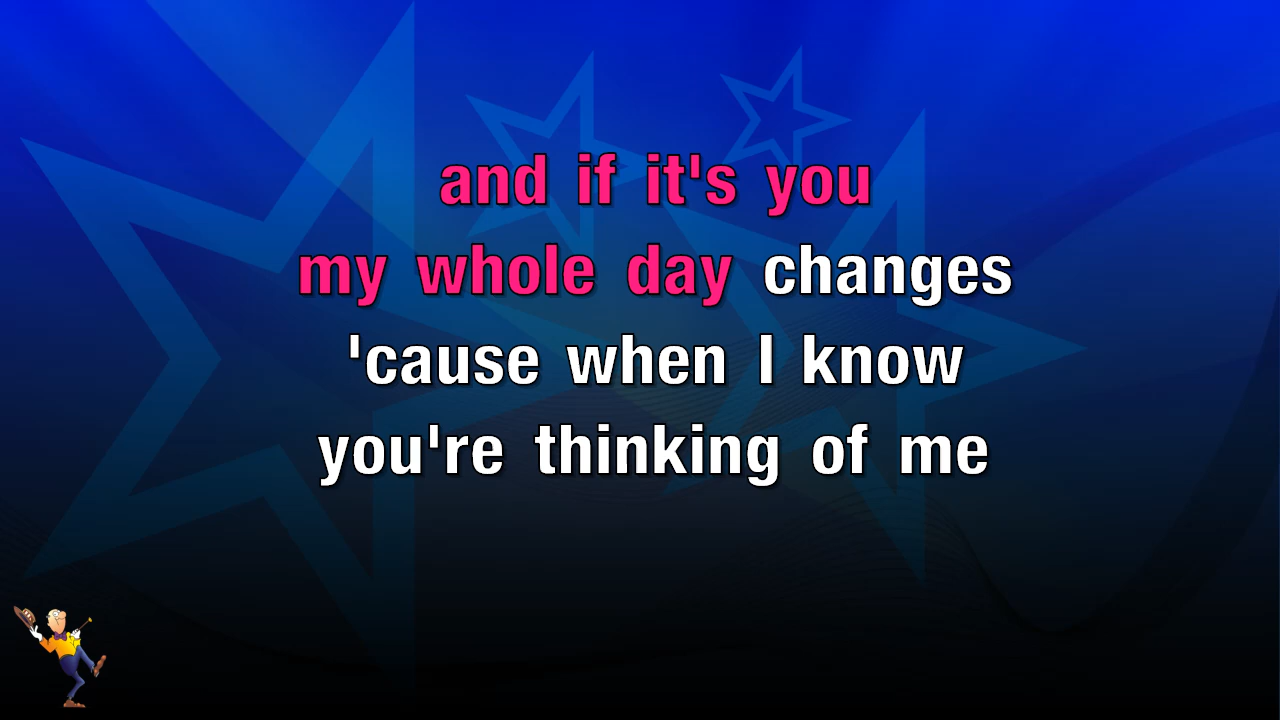 and if it's you
my whole day changes
'cause when I know
you're thinking of me